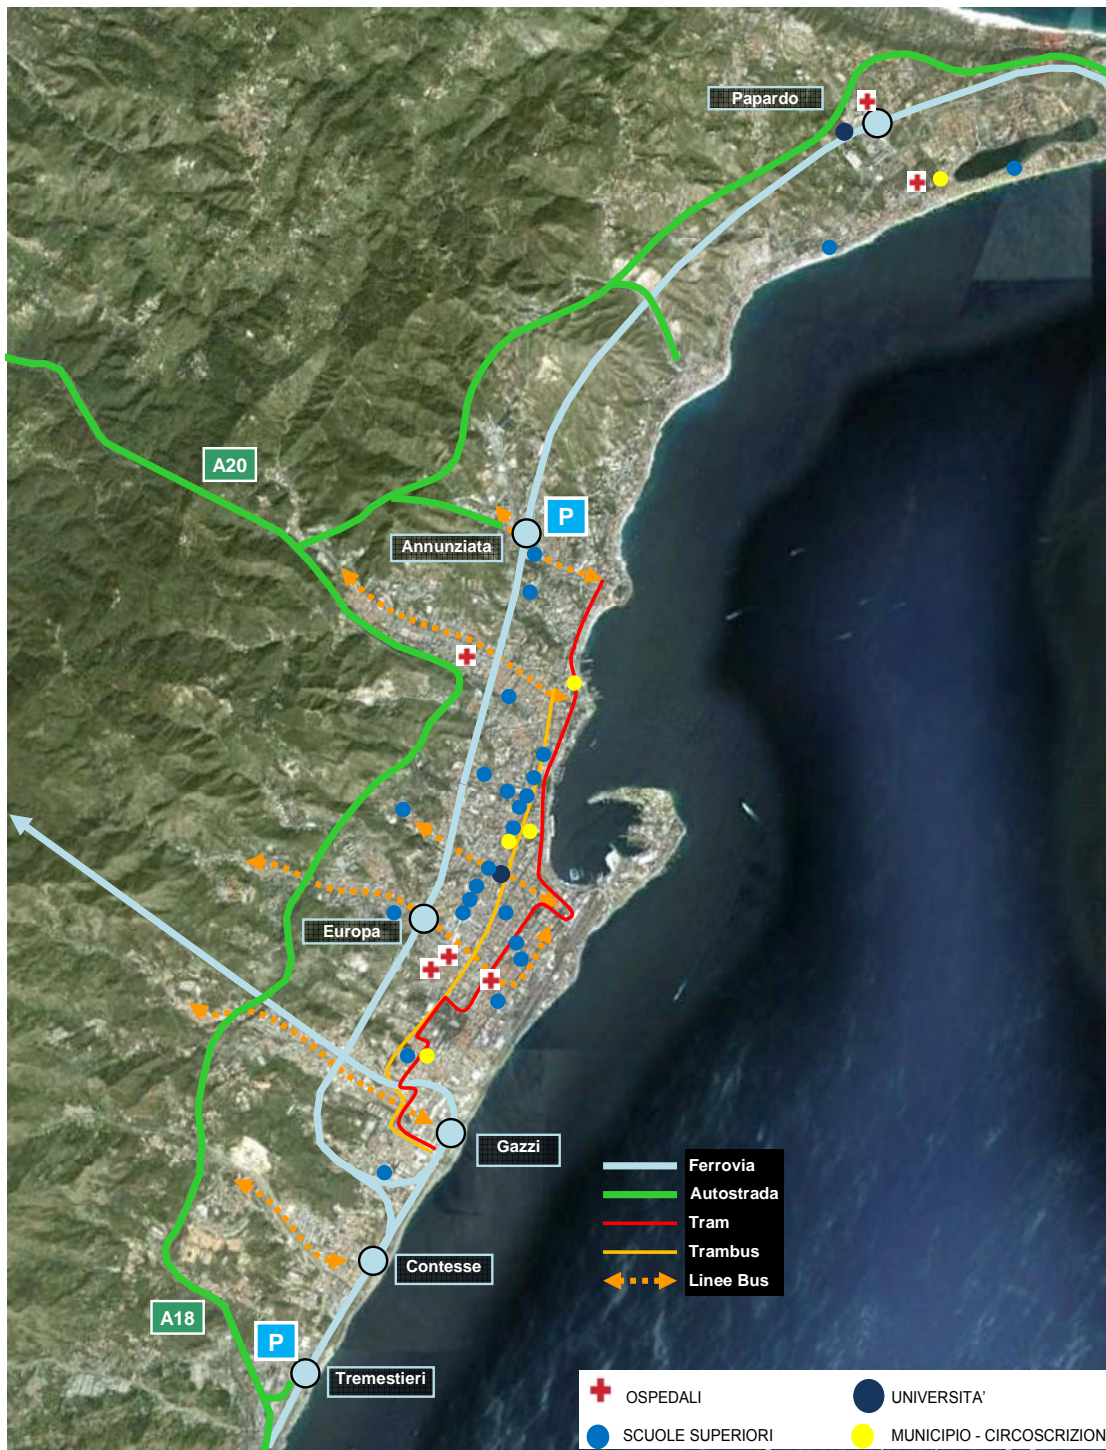 Papardo
A20
P
Annunziata
Europa
Gazzi
Ferrovia
Autostrada
Tram
Trambus
Linee Bus
Contesse
A18
P
Tremestieri
OSPEDALI
UNIVERSITA'
SCUOLE SUPERIORI
MUNICIPIO - CIRCOSCRIZION